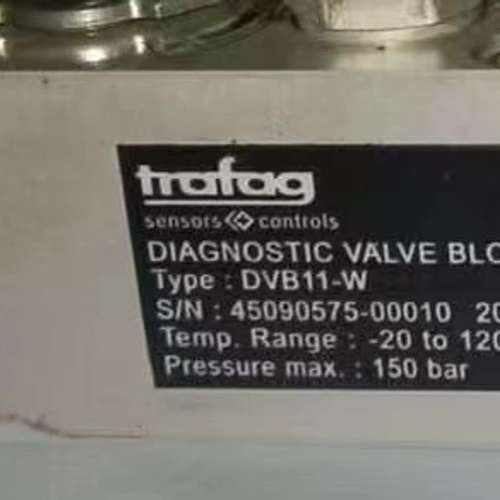 trafag
sensors controls
DIAGNOSTIC VALVE BLO
Type : DVB11-W
S/N : 45090575-00010 20
Temp. Range : -20 to 120
Pressure max. : 150 bar